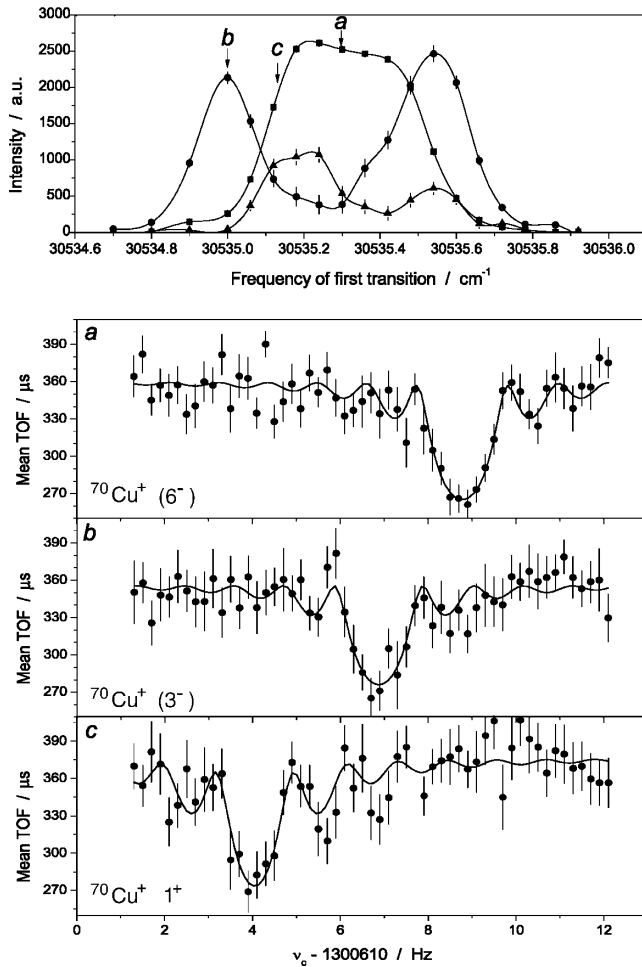 b
c
a
3000
2500
2000
1500
1000
500
0
Intensity / a.u.
30534.6 30534.8 30535.0 30535.2 30535.4 30535.6 30535.8 30536.0
Frequency of first transition / cm⁻¹
a
390
360
330
300
270
Mean TOF / µs
⁷⁰Cu⁺ (6⁻)
b
390
360
330
300
270
Mean TOF / µs
⁷⁰Cu⁺ (3⁻)
c
390
360
330
300
270
Mean TOF / µs
⁷⁰Cu⁺ 1⁺
0 2 4 6 8 10 12
ν꜀ - 1300610 / Hz